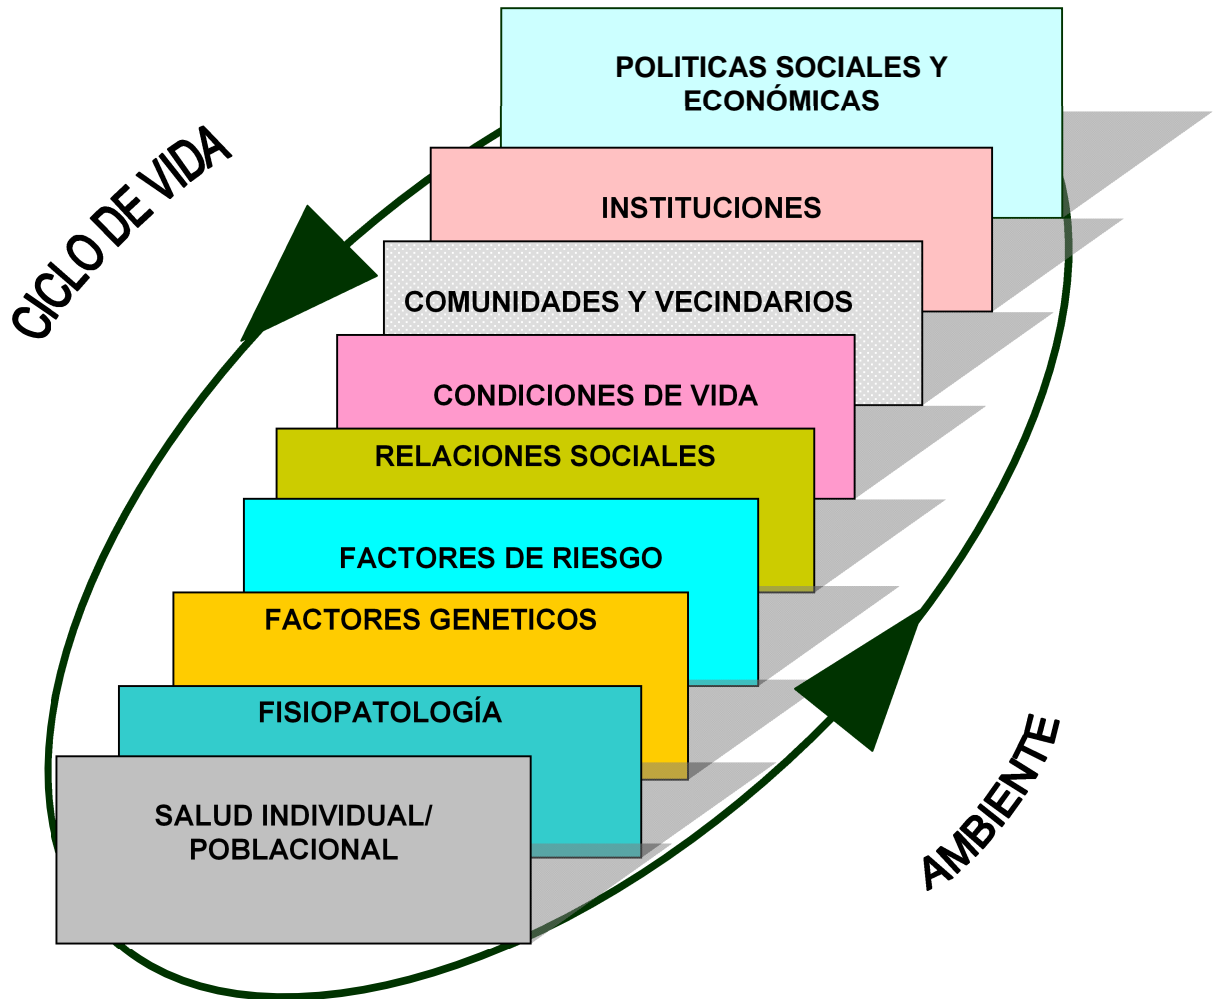 POLITICAS SOCIALES Y
ECONÓMICAS
INSTITUCIONES
COMUNIDADES Y VECINDARIOS
CONDICIONES DE VIDA
RELACIONES SOCIALES
FACTORES DE RIESGO
FACTORES GENETICOS
FISIOPATOLOGÍA
SALUD INDIVIDUAL/
POBLACIONAL
CICLO DE VIDA
AMBIENTE